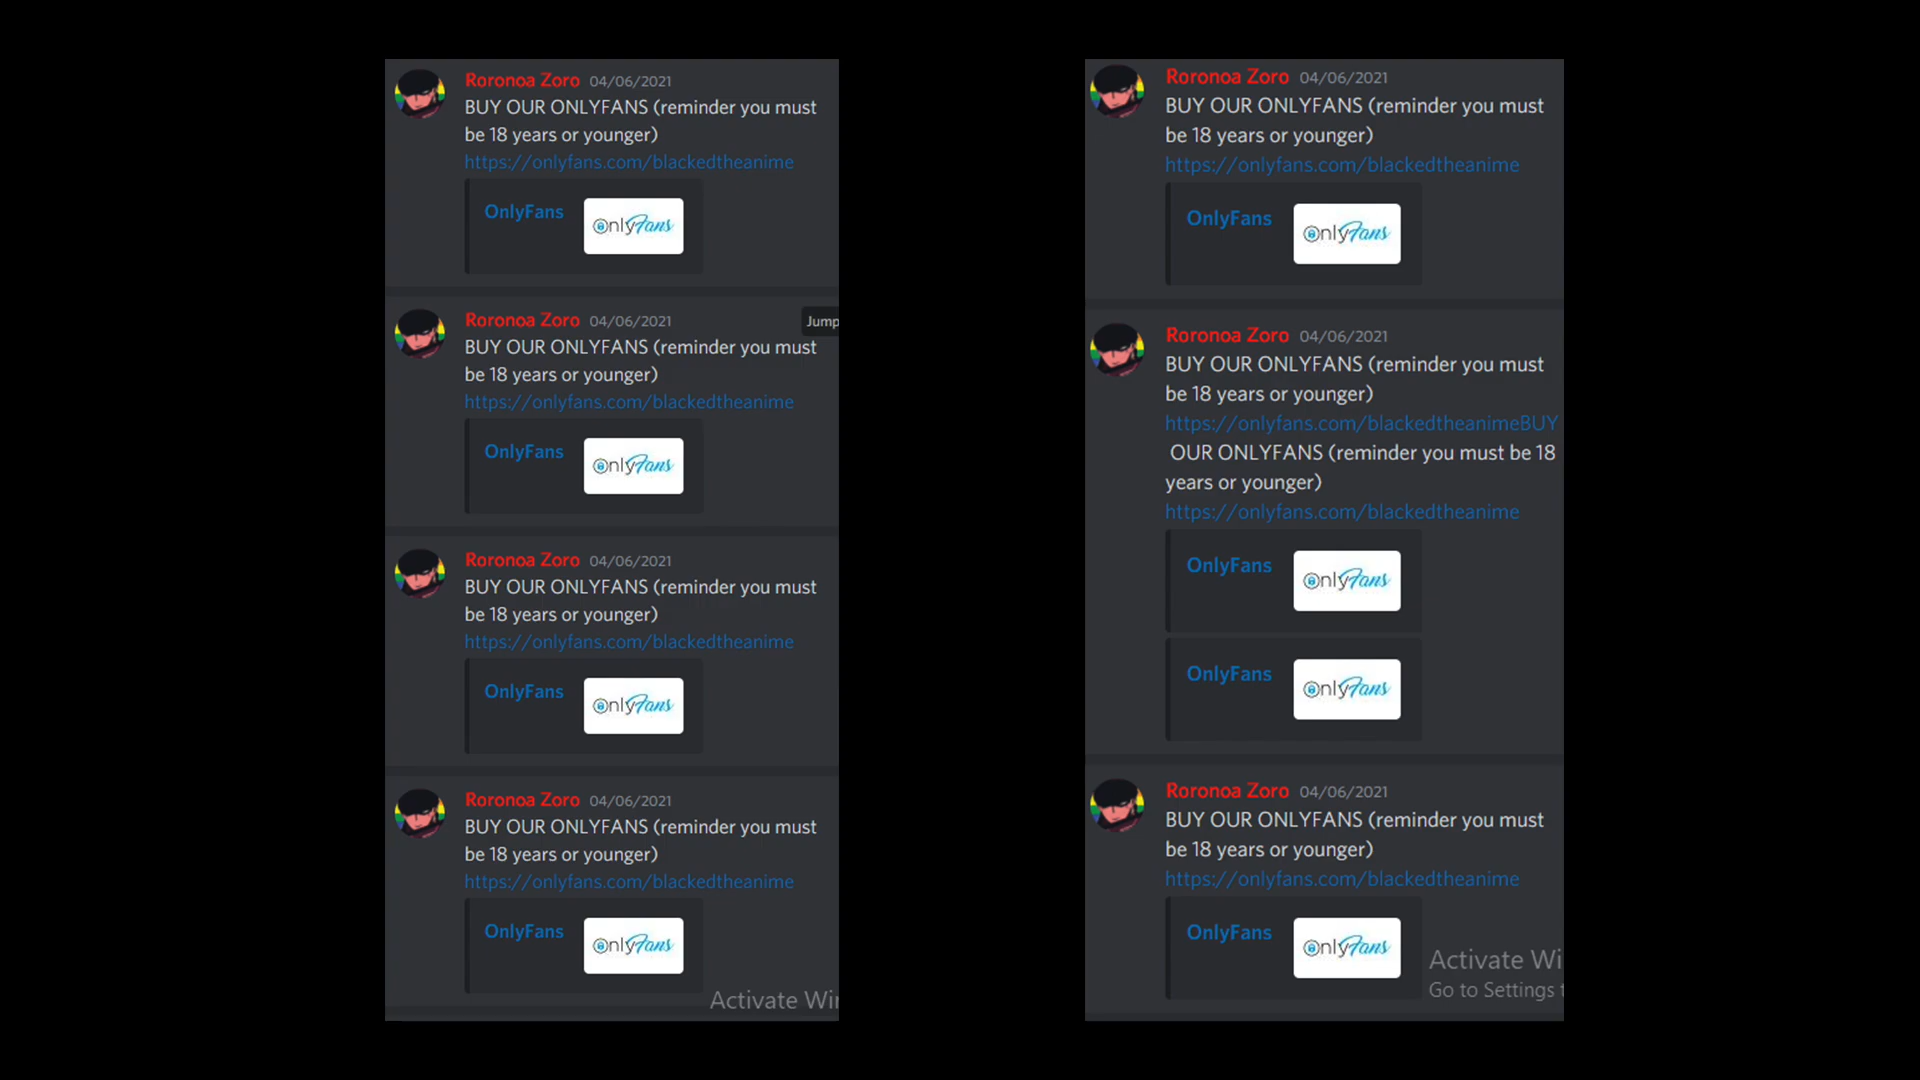 Roronoa Zoro 04/06/2021
BUY OUR ONLYFANS (reminder you must
be 18 years or younger)
https://onlyfans.com/blackedtheanime
OnlyFans
OnlyFans
Roronoa Zoro 04/06/2021
Jump
BUY OUR ONLYFANS (reminder you must
be 18 years or younger)
https://onlyfans.com/blackedtheanime
OnlyFans
OnlyFans
Roronoa Zoro 04/06/2021
BUY OUR ONLYFANS (reminder you must
be 18 years or younger)
https://onlyfans.com/blackedtheanime
OnlyFans
OnlyFans
Roronoa Zoro 04/06/2021
BUY OUR ONLYFANS (reminder you must
be 18 years or younger)
https://onlyfans.com/blackedtheanime
OnlyFans
OnlyFans
Activate Wi
Roronoa Zoro 04/06/2021
BUY OUR ONLYFANS (reminder you must
be 18 years or younger)
https://onlyfans.com/blackedtheanime
OnlyFans
OnlyFans
Roronoa Zoro 04/06/2021
BUY OUR ONLYFANS (reminder you must
be 18 years or younger)
https://onlyfans.com/blackedtheanimeBUY
OUR ONLYFANS (reminder you must be 18
years or younger)
https://onlyfans.com/blackedtheanime
OnlyFans
OnlyFans
OnlyFans
OnlyFans
Roronoa Zoro 04/06/2021
BUY OUR ONLYFANS (reminder you must
be 18 years or younger)
https://onlyfans.com/blackedtheanime
OnlyFans
OnlyFans
Activate Wi
Go to Settings t